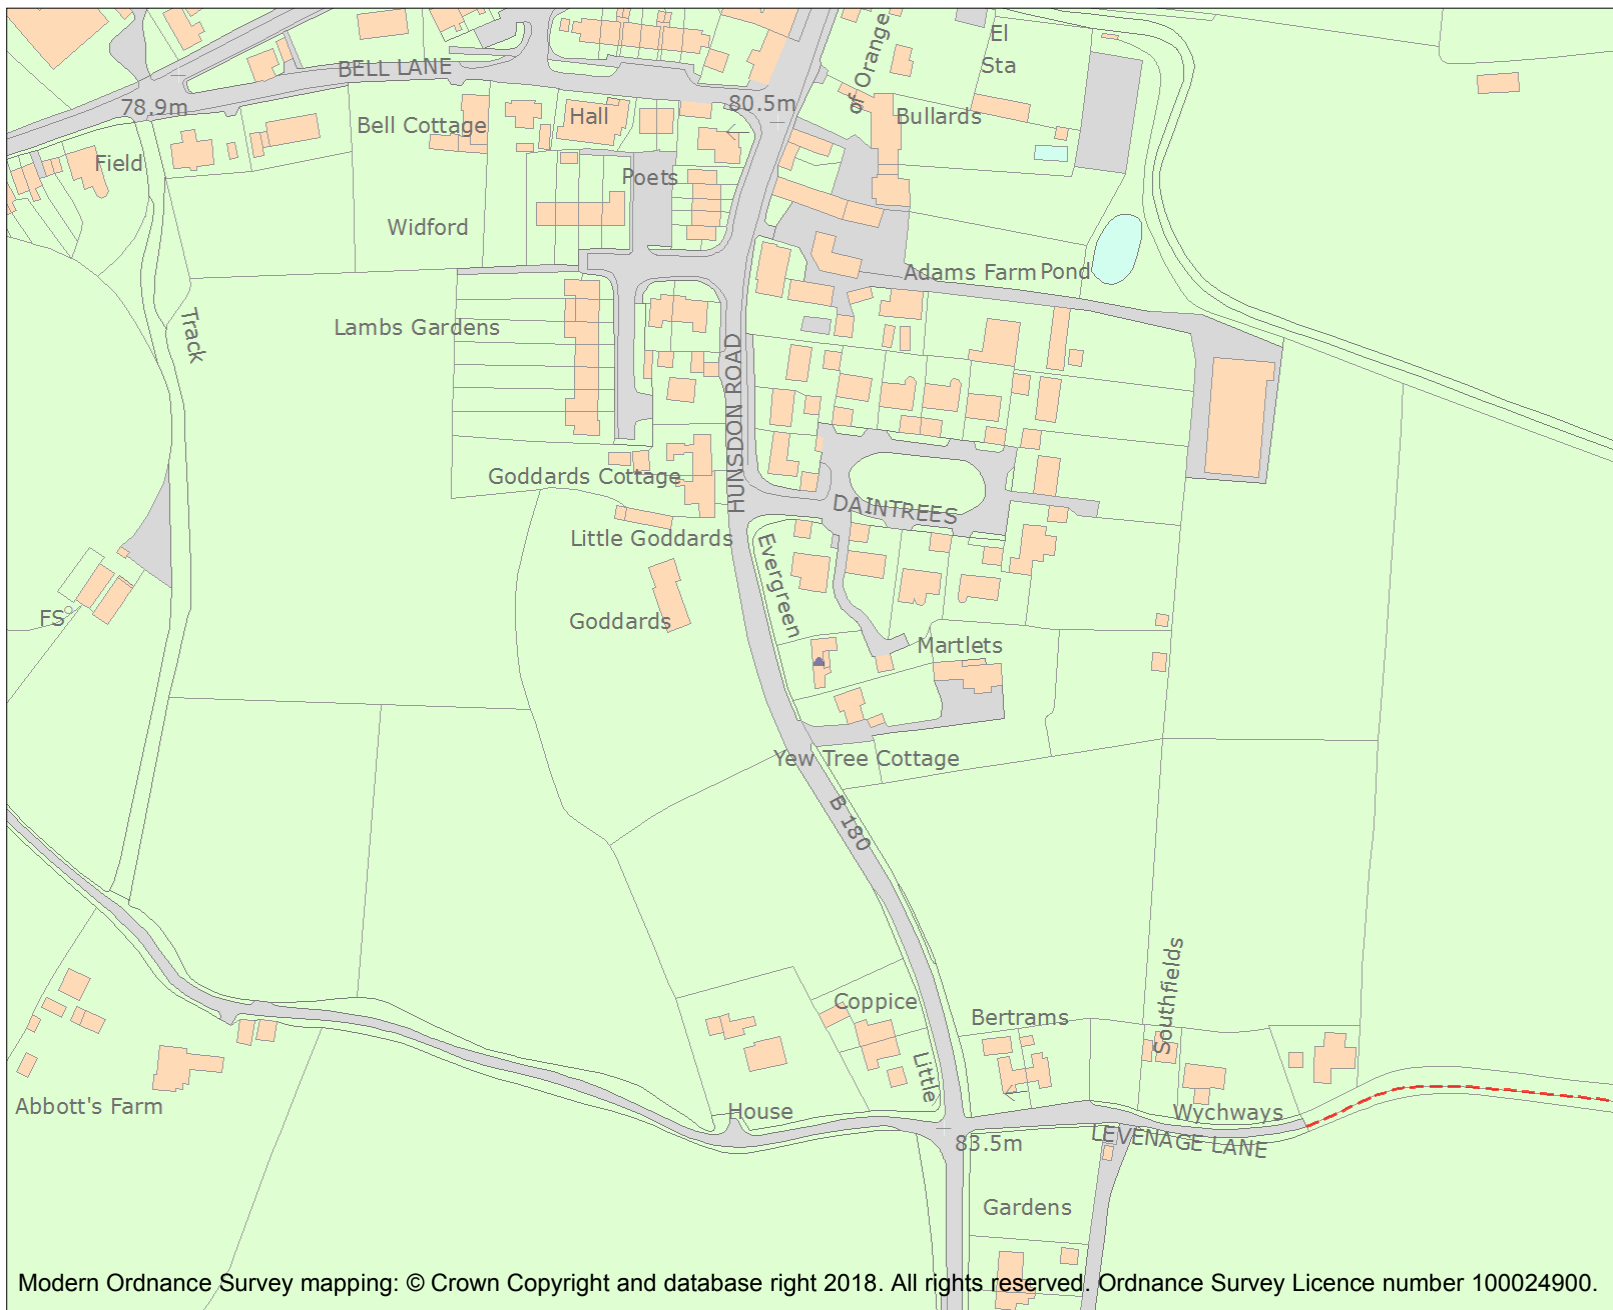 of Orange
El
Sta
BELL LANE
78.9m
80.5m
Bell Cottage
Hall
Bullards
Field
Poets
Widford
Adams Farm
Pond
Track
Lambs Gardens
HUNSDON ROAD
Goddards Cottage
DAINTREES
Little Goddards
Evergreen
FS
Goddards
Martlets
Yew Tree Cottage
B 180
Southfields
Coppice
Bertrams
Little
Abbott's Farm
House
Wychways
83.5m
LEVENAGE LANE
Gardens
Modern Ordnance Survey mapping: © Crown Copyright and database right 2018. All rights reserved. Ordnance Survey Licence number 100024900.